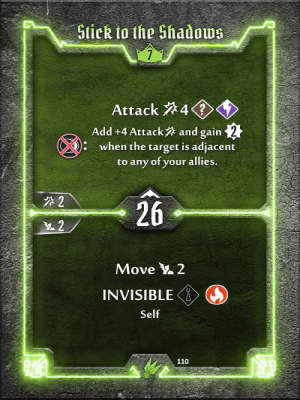 Stick to the Shadows
7
Attack 4 ?
Add +4 Attack and gain 2
: when the target is adjacent
to any of your allies.
2
26
2
Move 2
INVISIBLE
Self
110